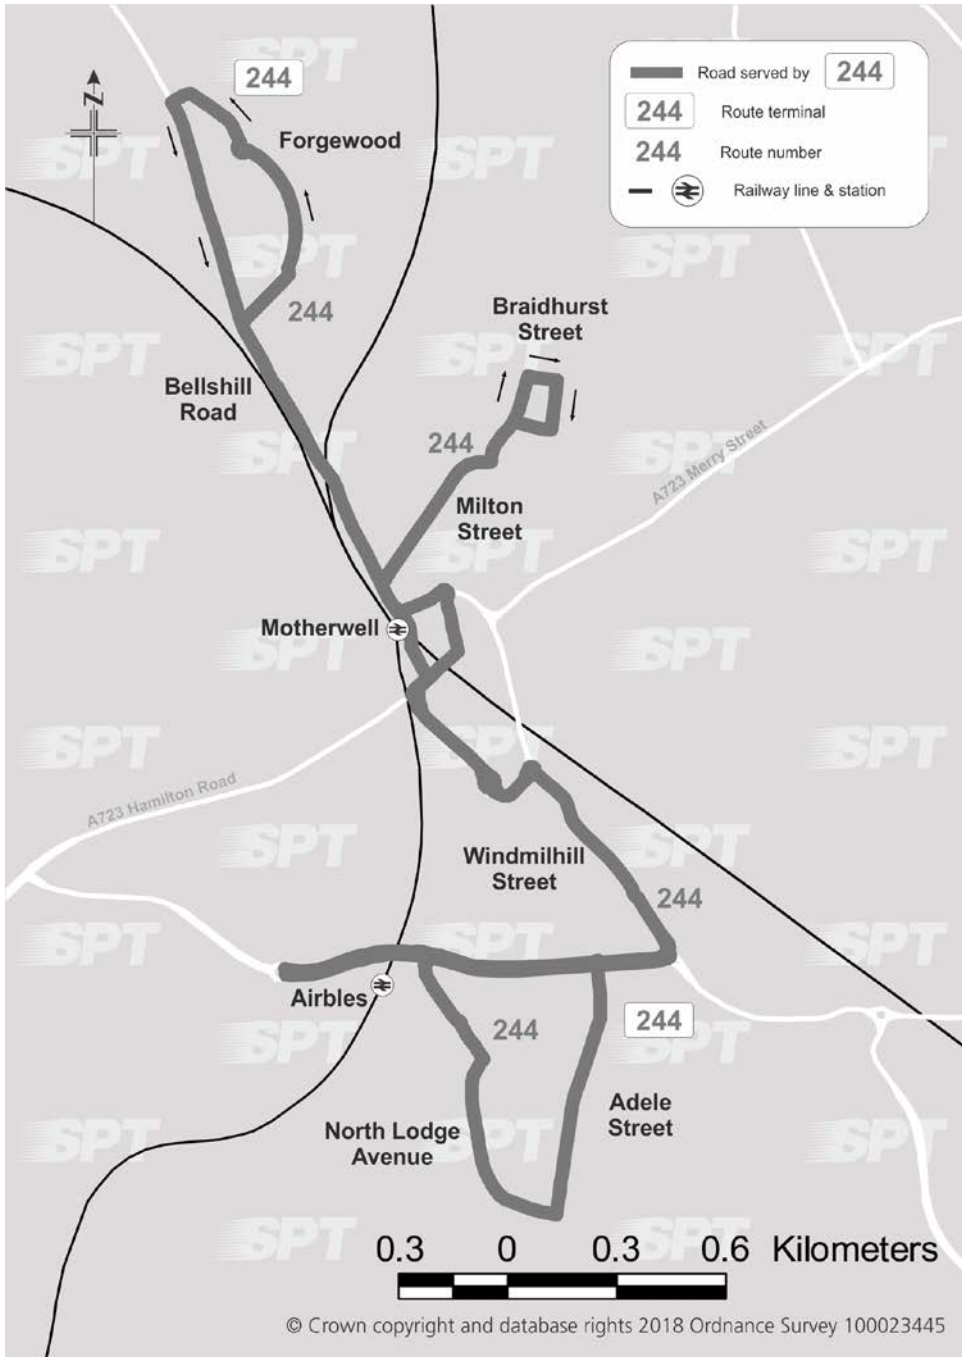 244
Road served by 244
244 Route terminal
244 Route number
Railway line & station
N
Forgewood
244
Braidhurst
Street
Bellshill
Road
244
A723 Merry Street
Milton
Street
Motherwell
A723 Hamilton Road
Windmilhill
Street
244
Airbles
244
244
Adele
Street
North Lodge
Avenue
0.3 0 0.3 0.6 Kilometers
© Crown copyright and database rights 2018 Ordnance Survey 100023445
SPT